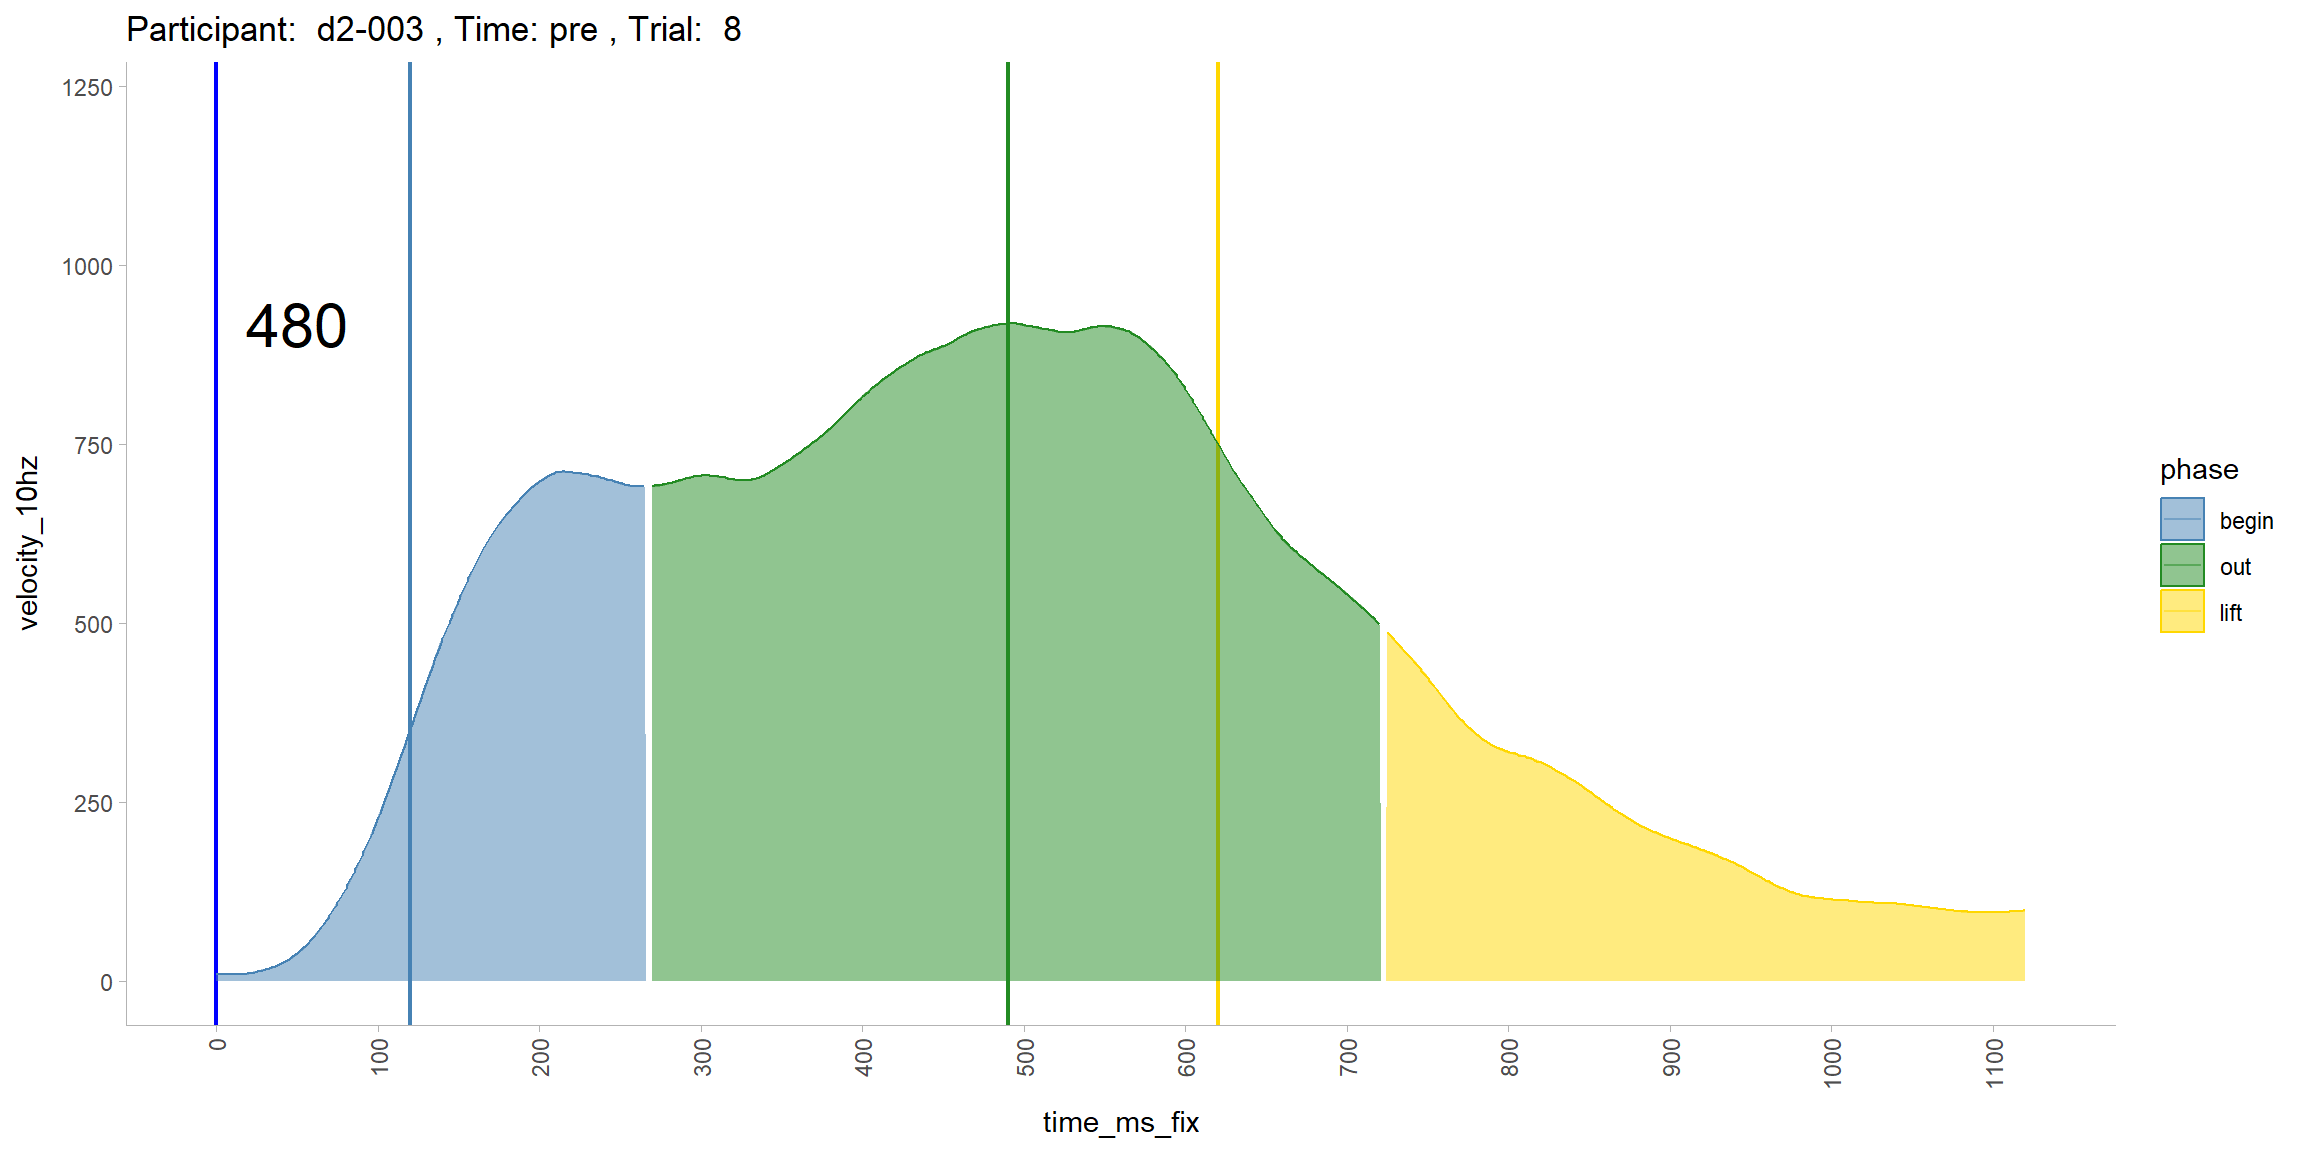 Participant:  d2-003 , Time: pre , Trial:  8
1250
1000
750
500
250
0
velocity_10hz
480
0
100
200
300
400
500
600
700
800
900
1000
1100
time_ms_fix
phase
begin
out
lift